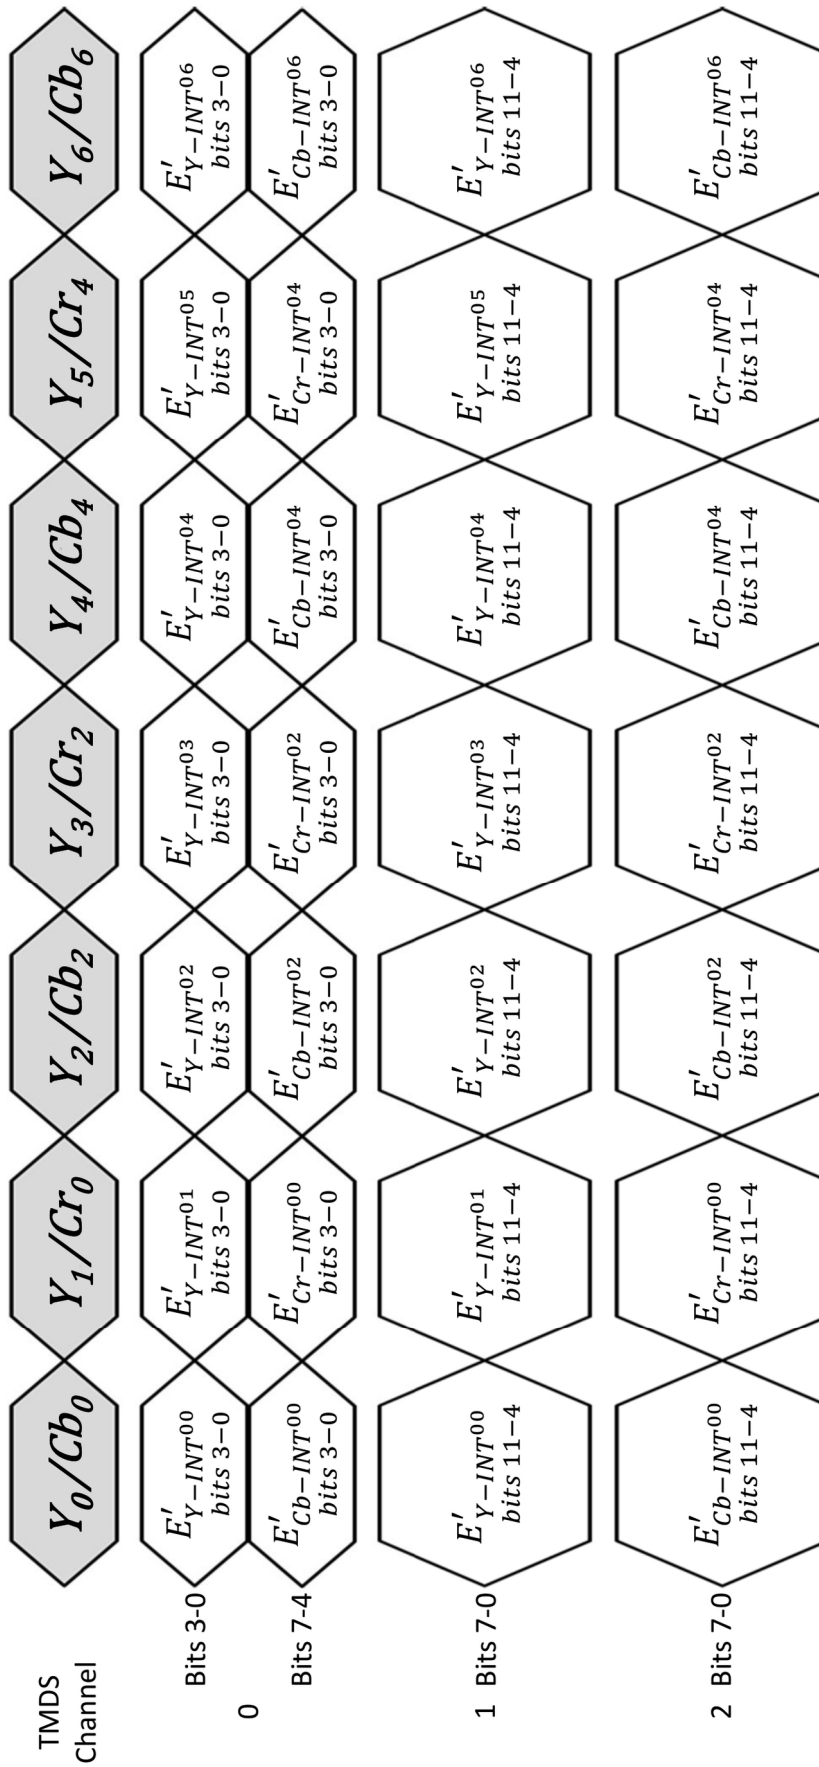 TMDS
Channel
Y₀/Cb₀ Y₁/Cr₀ Y₂/Cb₂ Y₃/Cr₂ Y₄/Cb₄ Y₅/Cr₄ Y₆/Cb₆
0
Bits 3-0
E′Y−INT⁰⁰ E′Y−INT⁰¹ E′Y−INT⁰² E′Y−INT⁰³ E′Y−INT⁰⁴ E′Y−INT⁰⁵ E′Y−INT⁰⁶
bits 3−0 bits 3−0 bits 3−0 bits 3−0 bits 3−0 bits 3−0 bits 3−0
Bits 7-4
E′Cb−INT⁰⁰ E′Cr−INT⁰⁰ E′Cb−INT⁰² E′Cr−INT⁰² E′Cb−INT⁰⁴ E′Cr−INT⁰⁴ E′Cb−INT⁰⁶
bits 3−0 bits 3−0 bits 3−0 bits 3−0 bits 3−0 bits 3−0 bits 3−0
1 Bits 7-0
E′Y−INT⁰⁰ E′Y−INT⁰¹ E′Y−INT⁰² E′Y−INT⁰³ E′Y−INT⁰⁴ E′Y−INT⁰⁵ E′Y−INT⁰⁶
bits 11−4 bits 11−4 bits 11−4 bits 11−4 bits 11−4 bits 11−4 bits 11−4
2 Bits 7-0
E′Cb−INT⁰⁰ E′Cr−INT⁰⁰ E′Cb−INT⁰² E′Cr−INT⁰² E′Cb−INT⁰⁴ E′Cr−INT⁰⁴ E′Cb−INT⁰⁶
bits 11−4 bits 11−4 bits 11−4 bits 11−4 bits 11−4 bits 11−4 bits 11−4